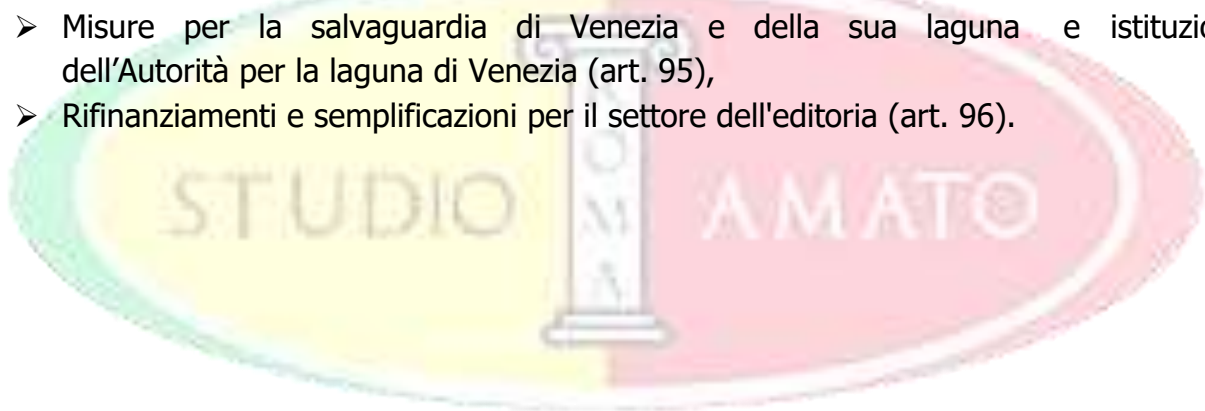 ➢ Misure per la salvaguardia di Venezia e della sua laguna e istituzio
dell'Autorità per la laguna di Venezia (art. 95),
➢ Rifinanziamenti e semplificazioni per il settore dell'editoria (art. 96).
STUDIO AMATO